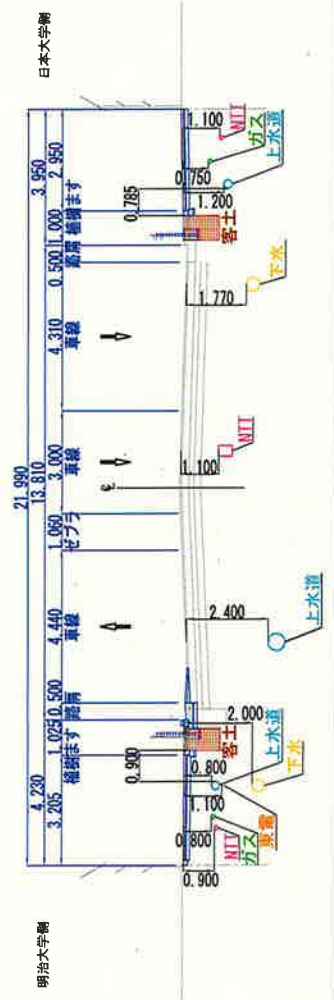 明治大学側
日本大学側
21.990
4.230
13.810
3.950
3.205
1.025
0.500
4.440
1.060
3.000
4.310
0.500
1.000
2.950
植樹ます
路肩
車線
ゼブラ
車線
車線
路肩
植樹ます
0.900
0.785
℄
0.900
0.800
1.100
0.800
2.000
2.400
1.100
1.770
1.200
0.750
1.100
客土
客土
NTT
ガス
東電
上水道
下水
上水道
NTT
下水
上水道
ガス
NTT